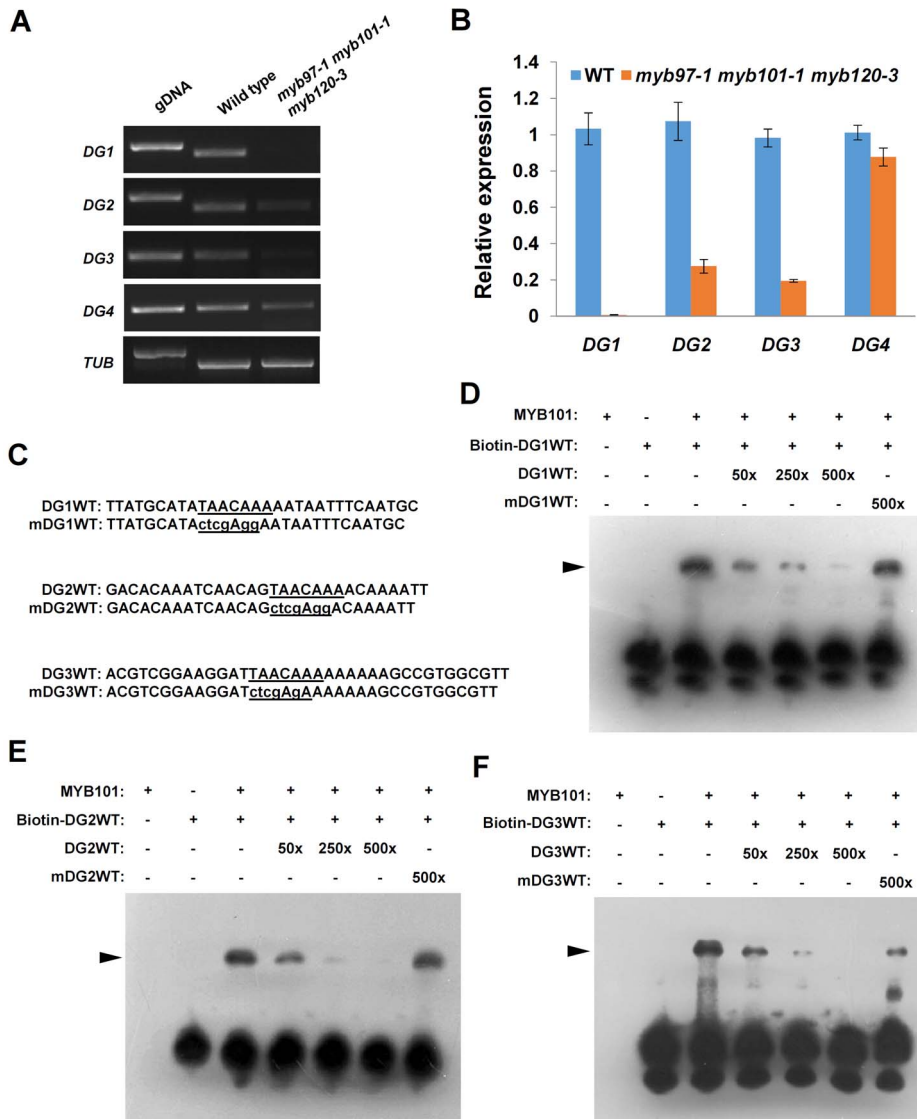 A
gDNA
Wild type
myb97-1 myb101-1
myb120-3
DG1
DG2
DG3
DG4
TUB
B
WT myb97-1 myb101-1 myb120-3
Relative expression
1.4
1.2
1
0.8
0.6
0.4
0.2
0
DG1 DG2 DG3 DG4
C
DG1WT: TTATGCATATAACAAAAATAATTTCAATGC
mDG1WT: TTATGCATActcgAggAATAATTTCAATGC
DG2WT: GACACAAATCAACAGTAACAAAACAAAATT
mDG2WT: GACACAAATCAACAGctcgAggACAAAATT
DG3WT: ACGTCGGAAGGATTAACAAAAAAAAAGCCGTGGCGTT
mDG3WT: ACGTCGGAAGGATctcgAgAAAAAAAGCCGTGGCGTT
D
MYB101: + - + + + + +
Biotin-DG1WT: - + + + + + +
DG1WT: - - - 50x 250x 500x -
mDG1WT: - - - - - - 500x
E
MYB101: + - + + + + +
Biotin-DG2WT: - + + + + + +
DG2WT: - - - 50x 250x 500x -
mDG2WT: - - - - - - 500x
F
MYB101: + - + + + + +
Biotin-DG3WT: - + + + + + +
DG3WT: - - - 50x 250x 500x -
mDG3WT: - - - - - - 500x